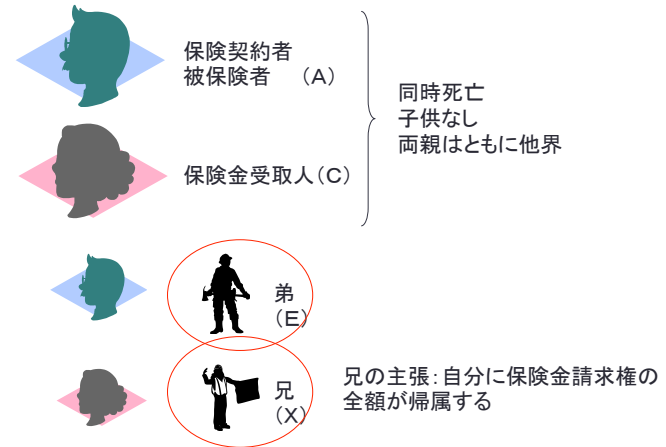 保険契約者
被保険者　（A）
同時死亡
子供なし
両親はともに他界
保険金受取人（C）
弟
（E）
兄
（X）
兄の主張：自分に保険金請求権の
全額が帰属する